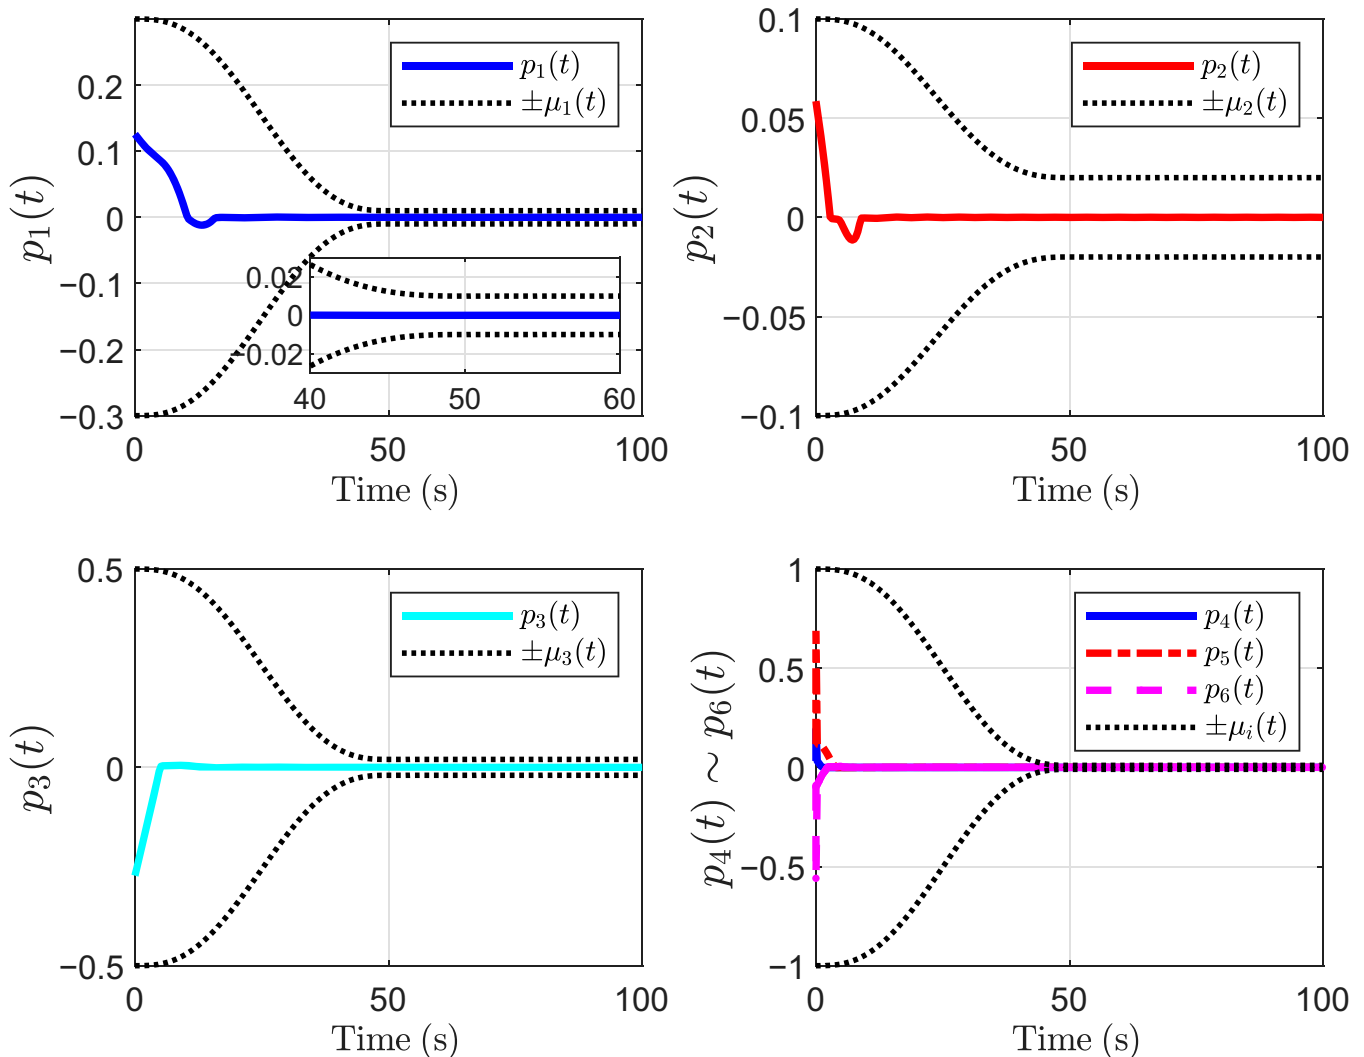 0.2
0.1
0
−0.1
−0.2
−0.3
p₁(t)
p₁(t)
±μ₁(t)
0.02
0
−0.02
40 50 60
0 50 100
Time (s)
0.1
0.05
0
−0.05
−0.1
p₂(t)
p₂(t)
±μ₂(t)
0 50 100
Time (s)
0.5
0
−0.5
p₃(t)
p₃(t)
±μ₃(t)
0 50 100
Time (s)
1
0.5
0
−0.5
−1
p₄(t) ∼ p₆(t)
p₄(t)
p₅(t)
p₆(t)
±μᵢ(t)
0 50 100
Time (s)